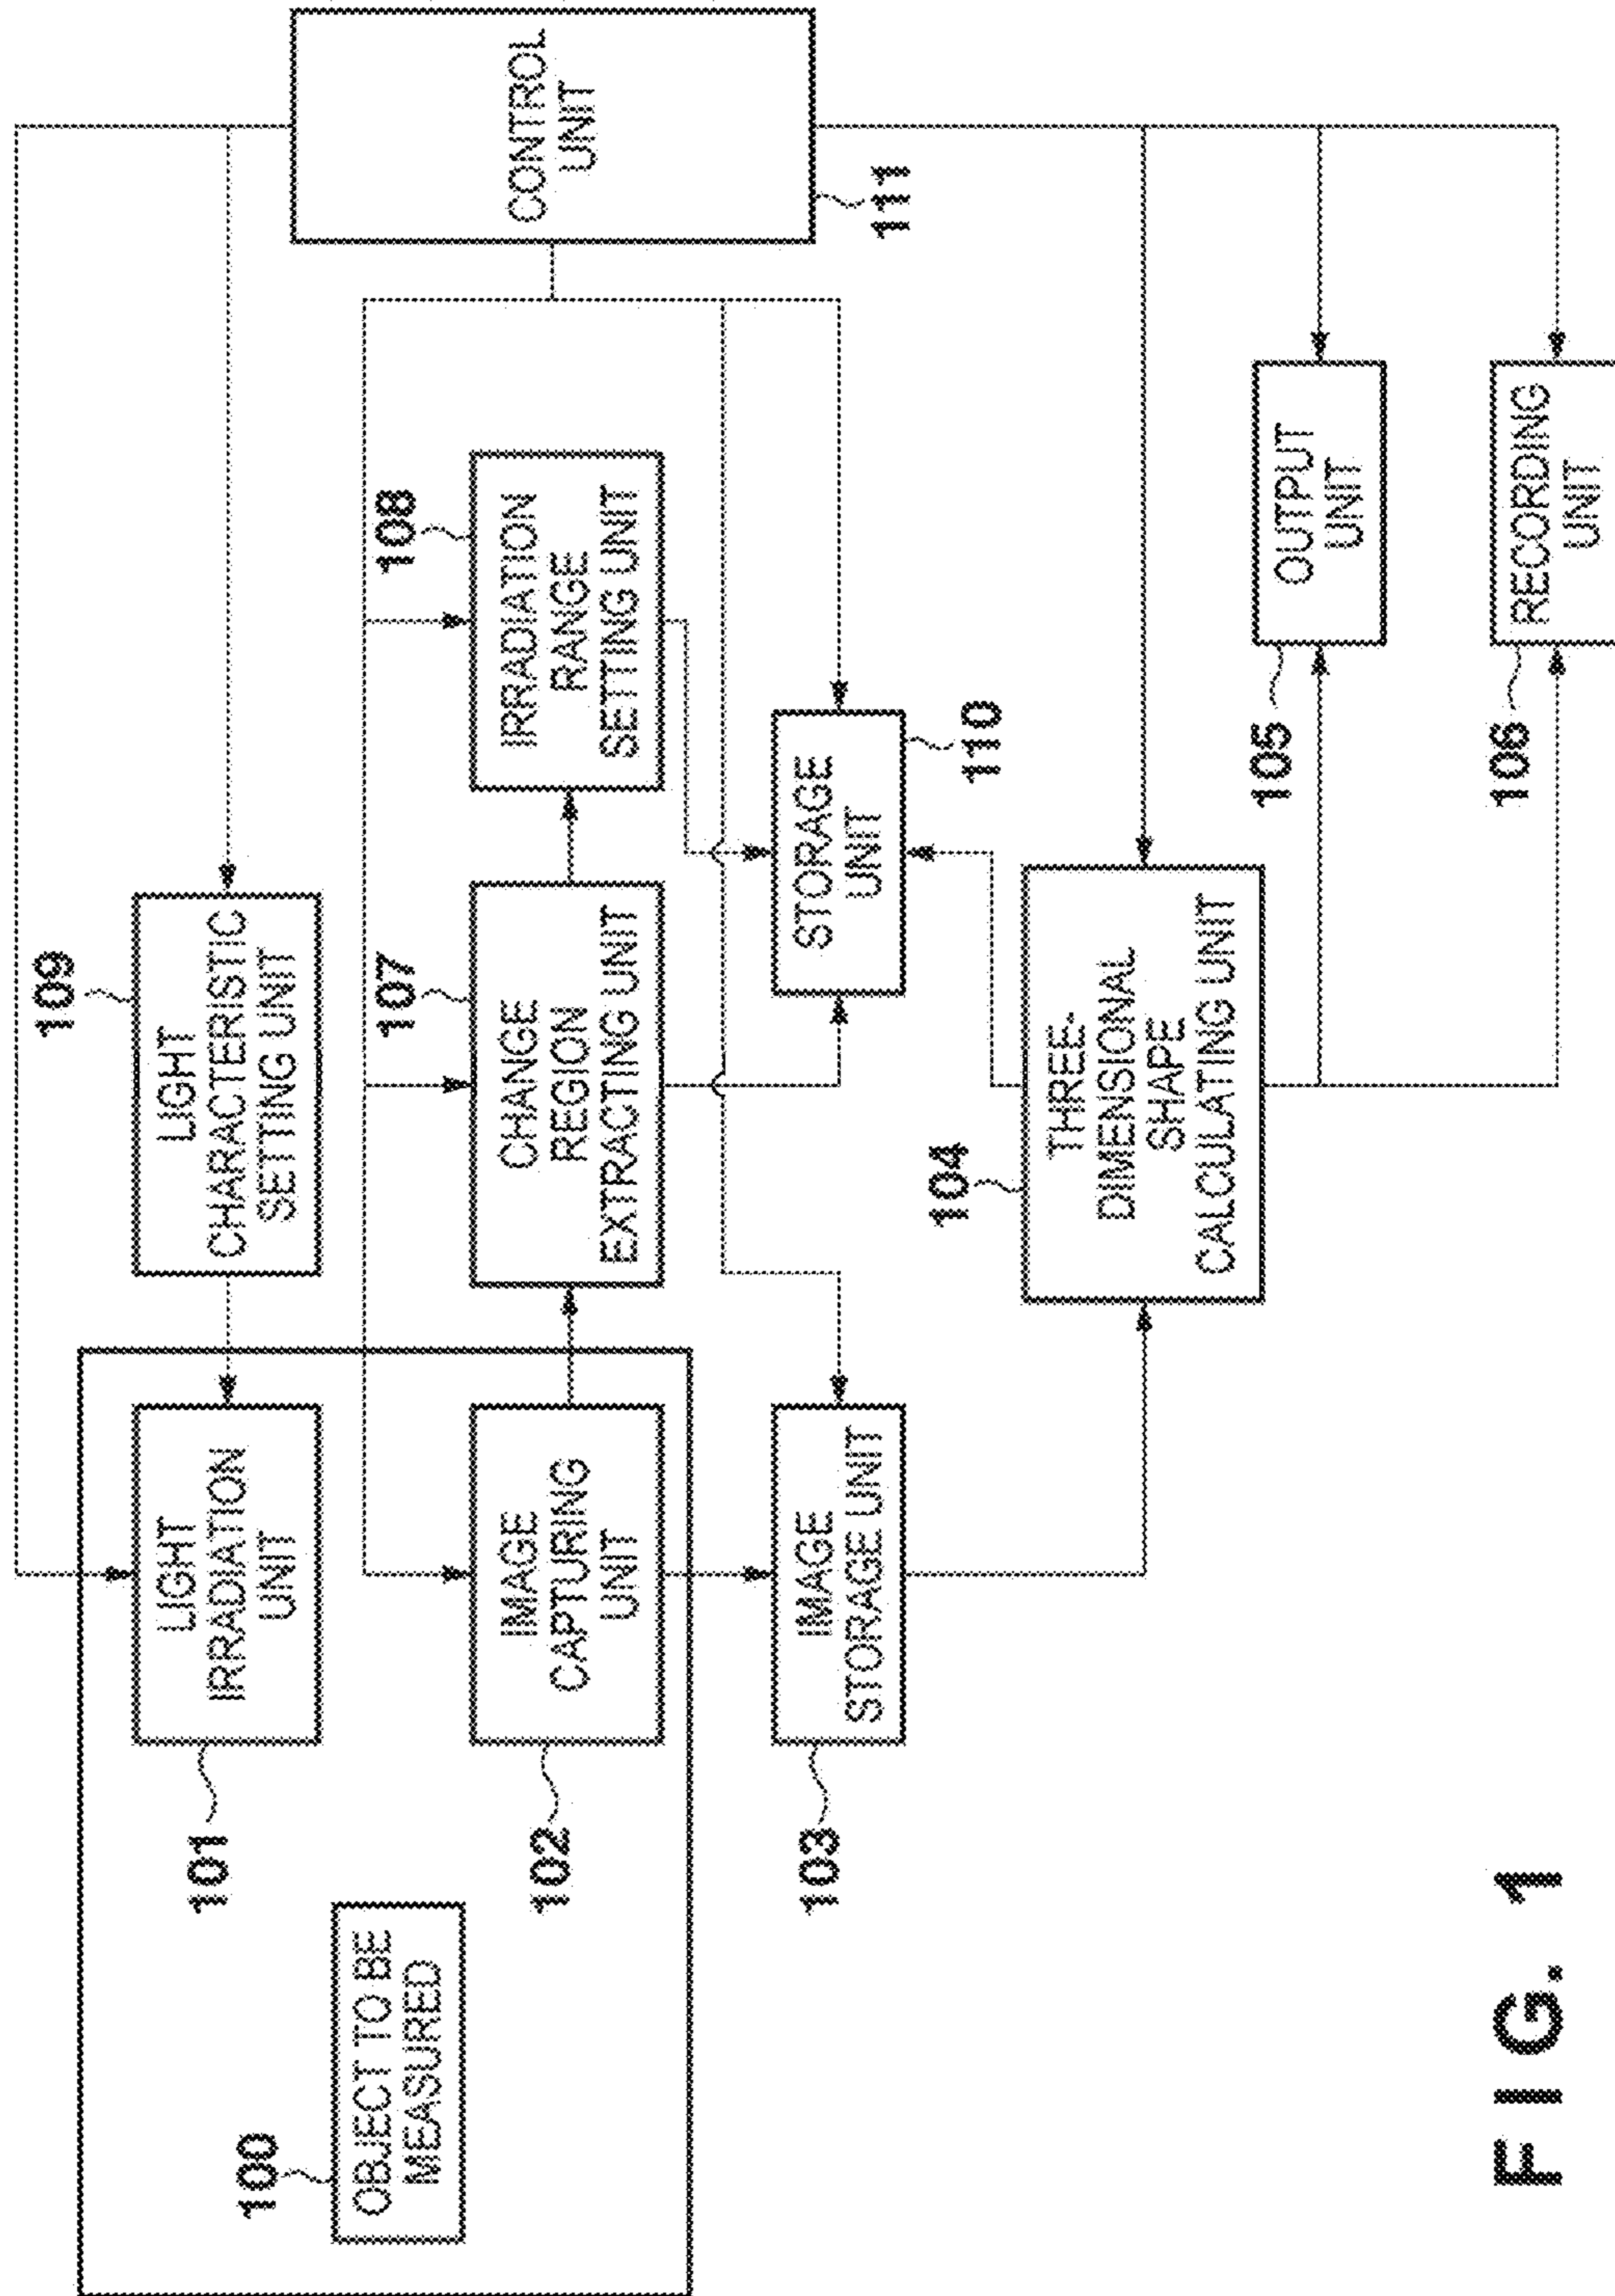 100
OBJECT TO BE
MEASURED
101
LIGHT
IRRADIATION
UNIT
109
LIGHT
CHARACTERISTIC
SETTING UNIT
102
IMAGE
CAPTURING
UNIT
107
CHANGE
REGION
EXTRACTING UNIT
108
IRRADIATION
RANGE
SETTING UNIT
CONTROL
UNIT
111
103
IMAGE
STORAGE UNIT
STORAGE
UNIT
110
104
THREE-
DIMENSIONAL
SHAPE
CALCULATING UNIT
105
OUTPUT
UNIT
106
RECORDING
UNIT
FIG. 1